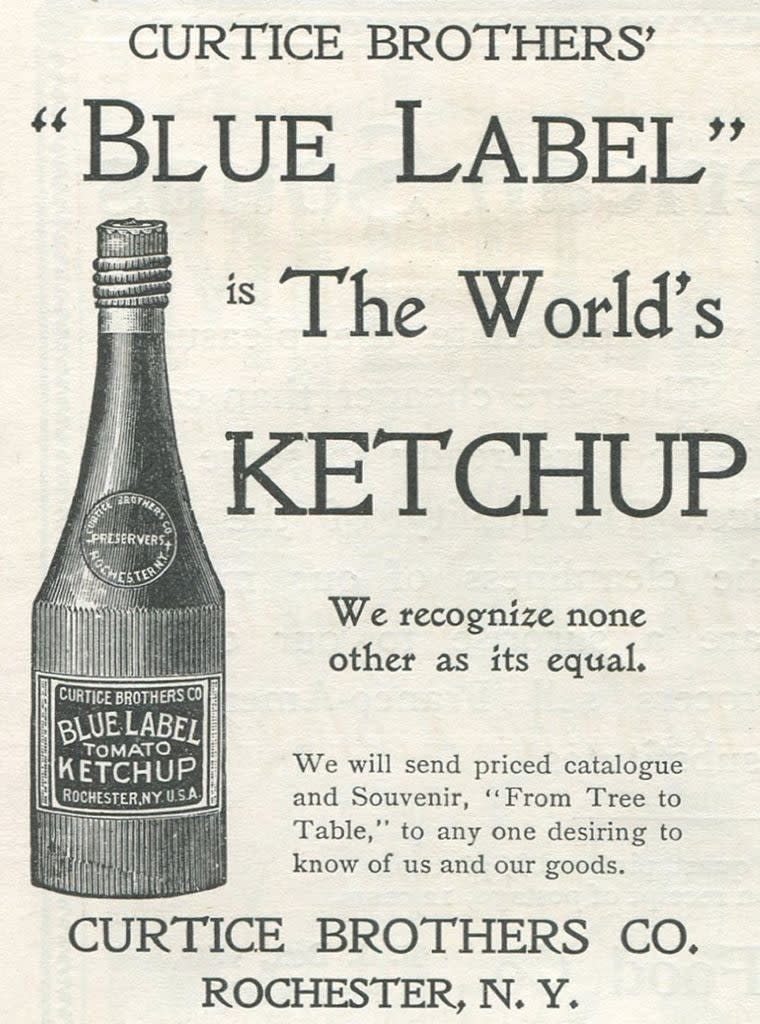 CURTICE BROTHERS'
"BLUE LABEL"
is The World's
KETCHUP
CURTICE BROTHERS CO
PRESERVERS
ROCHESTER N.Y.
We recognize none
other as its equal.
CURTICE BROTHERS CO
BLUE LABEL
TOMATO
KETCHUP
ROCHESTER, N.Y. U.S.A.
We will send priced catalogue
and Souvenir, "From Tree to
Table," to any one desiring to
know of us and our goods.
CURTICE BROTHERS CO.
ROCHESTER, N. Y.